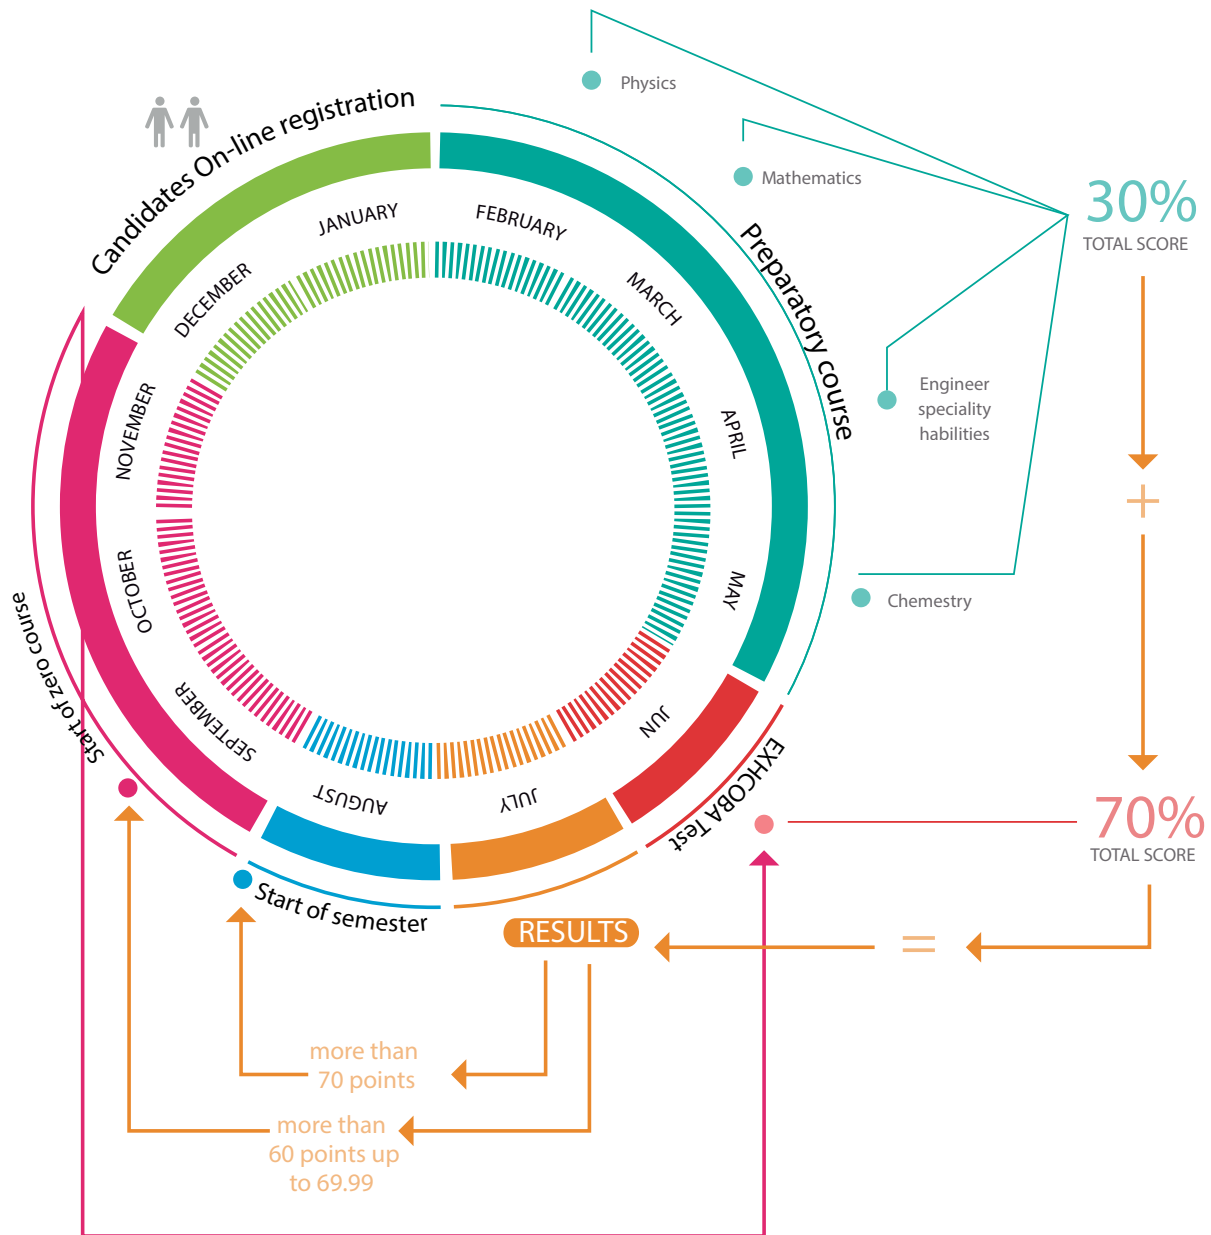 Physics
Candidates On-line registration
Mathematics
30%
TOTAL SCORE
JANUARY
FEBRUARY
Preparatory course
DECEMBER
MARCH
Engineer
speciality
habilities
NOVEMBER
APRIL
+
OCTOBER
MAY
Chemestry
Start of zero course
SEPTEMBER
JUN
EXHCOBA Test
AUGUST
JULY
70%
TOTAL SCORE
Start of semester
RESULTS
=
more than
70 points
more than
60 points up
to 69.99